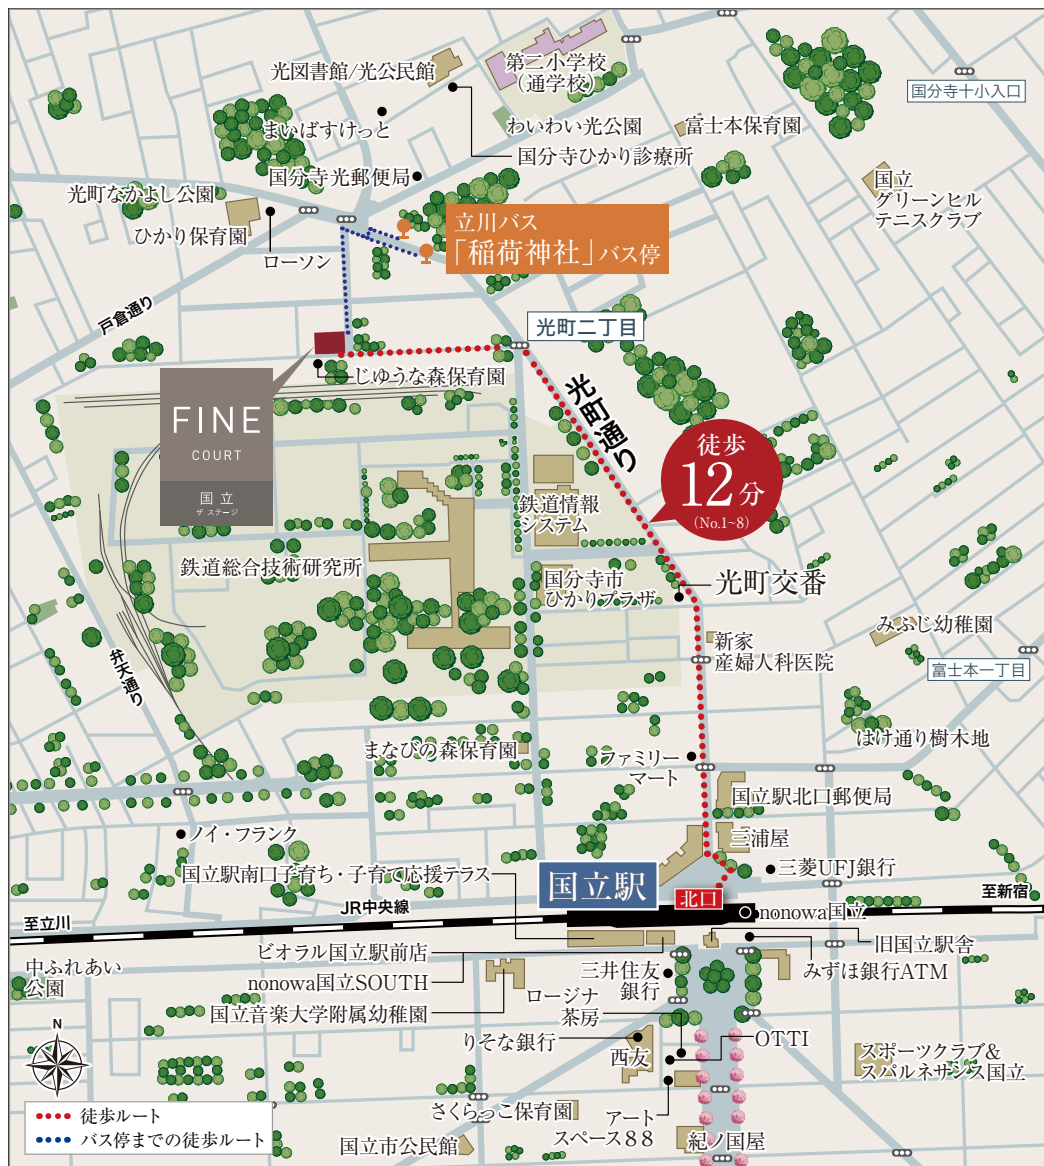 光図書館/光公民館
第二小学校
（通学校）
国分寺十小入口
まいばすけっと
わいわい光公園
富士本保育園
国分寺ひかり診療所
国分寺光郵便局
国立
グリーンヒル
テニスクラブ
光町なかよし公園
ひかり保育園
ローソン
立川バス
「稲荷神社」バス停
戸倉通り
光町二丁目
じゆうな森保育園
光町通り
FINE
COURT
国立
ザ ステージ
徒歩
12分
（No.1~8）
鉄道情報
システム
鉄道総合技術研究所
国分寺市
ひかりプラザ
光町交番
みふじ幼稚園
新家
産婦人科医院
富士本一丁目
弁天通り
はけ通り樹木地
まなびの森保育園
ファミリー
マート
国立駅北口郵便局
ノイ・フランク
三浦屋
国立駅南口子育ち・子育て応援テラス
国立駅
三菱UFJ銀行
北口
至新宿
JR中央線
nonowa国立
至立川
旧国立駅舎
ビオラル国立駅前店
中ふれあい
公園
nonowa国立SOUTH
三井住友
銀行
みずほ銀行ATM
国立音楽大学附属幼稚園
ロージナ
茶房
りそな銀行
西友
OTTI
スポーツクラブ&
スパルネサンス国立
N
さくらっこ保育園
アート
スペース88
国立市公民館
紀ノ国屋
徒歩ルート
バス停までの徒歩ルート